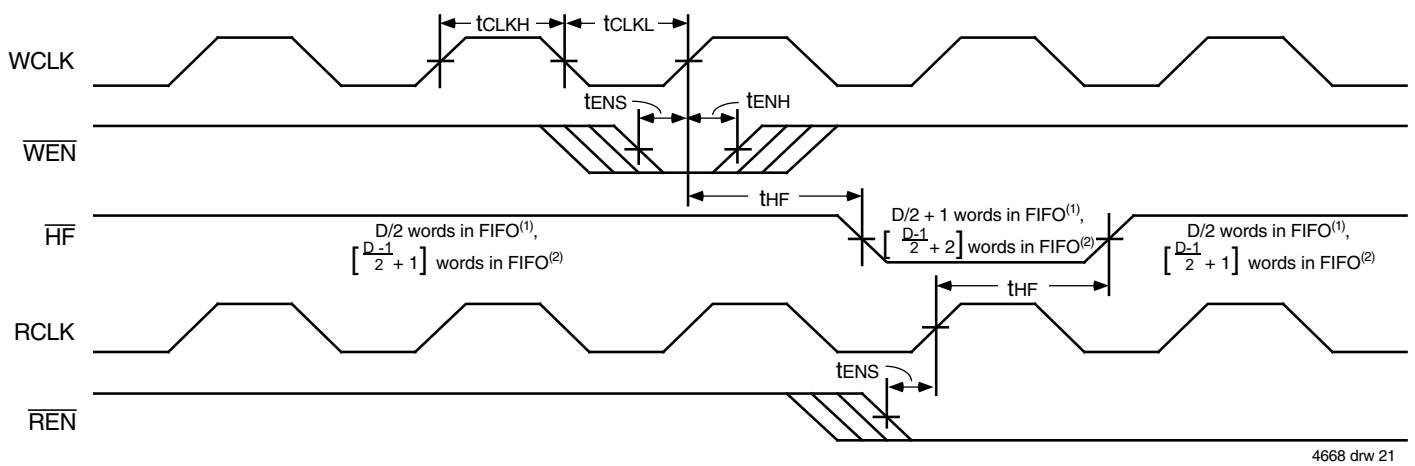 tCLKH tCLKL
WCLK
tENS tENH
WEN
tHF
HF
D/2 words in FIFO(1),
[D-1/2 + 1] words in FIFO(2)
D/2 + 1 words in FIFO(1),
[D-1/2 + 2] words in FIFO(2)
D/2 words in FIFO(1),
[D-1/2 + 1] words in FIFO(2)
tHF
RCLK
tENS
REN
4668 drw 21